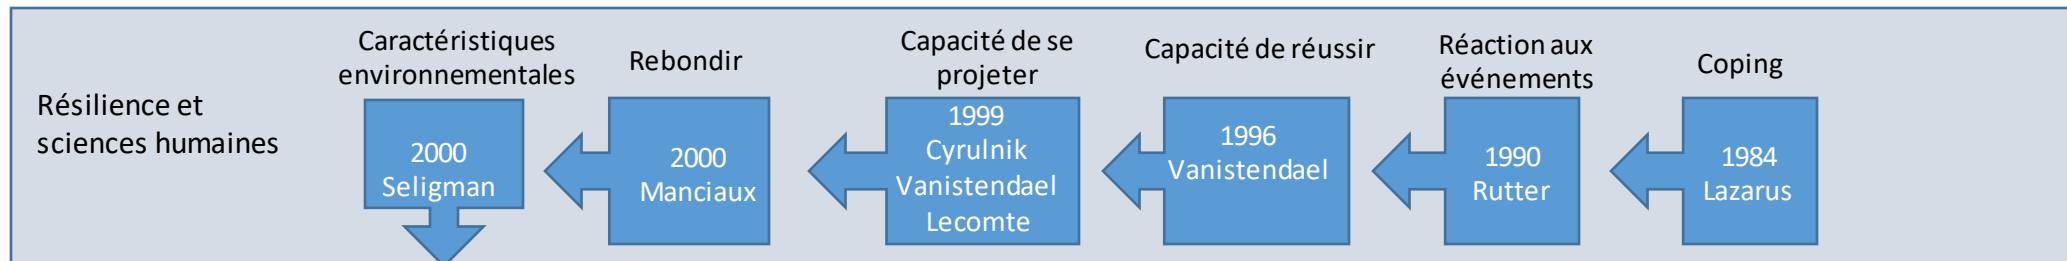 Résilience et
sciences humaines
Caractéristiques
environnementales
2000
Seligman
Rebondir
2000
Manciaux
Capacité de se
projeter
1999
Cyrulnik
Vanistendael
Lecomte
Capacité de réussir
1996
Vanistendael
Réaction aux
événements
1990
Rutter
Coping
1984
Lazarus